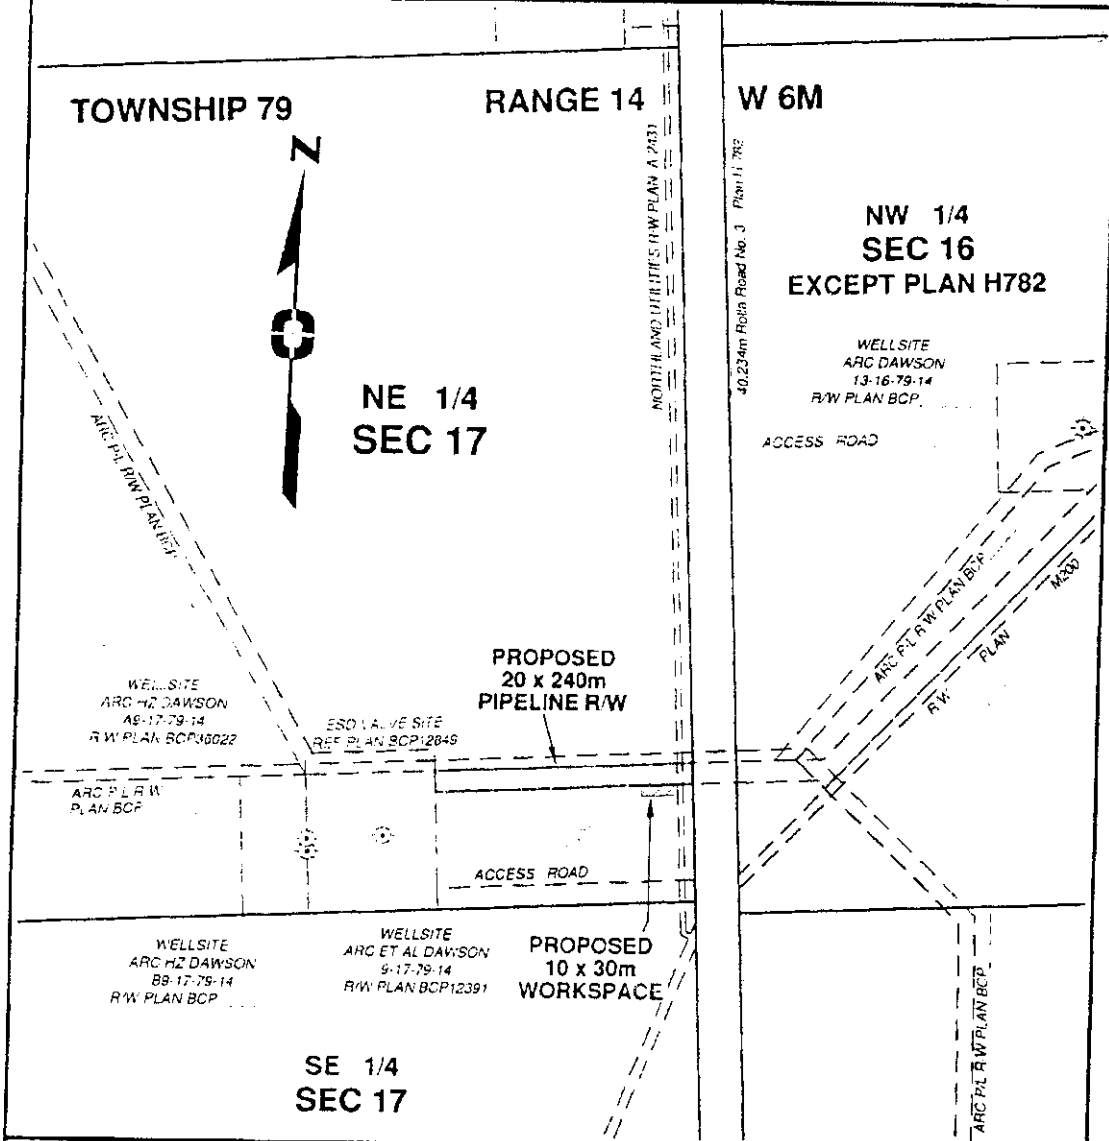 TOWNSHIP 79
RANGE 14
W 6M
N
NORTHLAND UTILITIES R/W PLAN A 2431
40.234m Rolla Road No. 3 Plan H 782
NW 1/4
SEC 16
EXCEPT PLAN H782
WELLSITE
ARC DAWSON
13-16-79-14
R/W PLAN BCP
ACCESS ROAD
NE 1/4
SEC 17
ARC P/L R/W PLAN BCP
ARC P/L R/W PLAN BCP
R/W PLAN M200
PROPOSED
20 x 240m
PIPELINE R/W
WELLSITE
ARC HZ DAWSON
A9-17-79-14
R/W PLAN BCP36022
ESD VALVE SITE
REF PLAN BCP12849
ARC P/L R/W
PLAN BCP
ACCESS ROAD
WELLSITE
ARC HZ DAWSON
B9-17-79-14
R/W PLAN BCP
WELLSITE
ARC ET AL DAWSON
9-17-79-14
R/W PLAN BCP12391
PROPOSED
10 x 30m
WORKSPACE
ARC P/L R/W PLAN BCP
SE 1/4
SEC 17